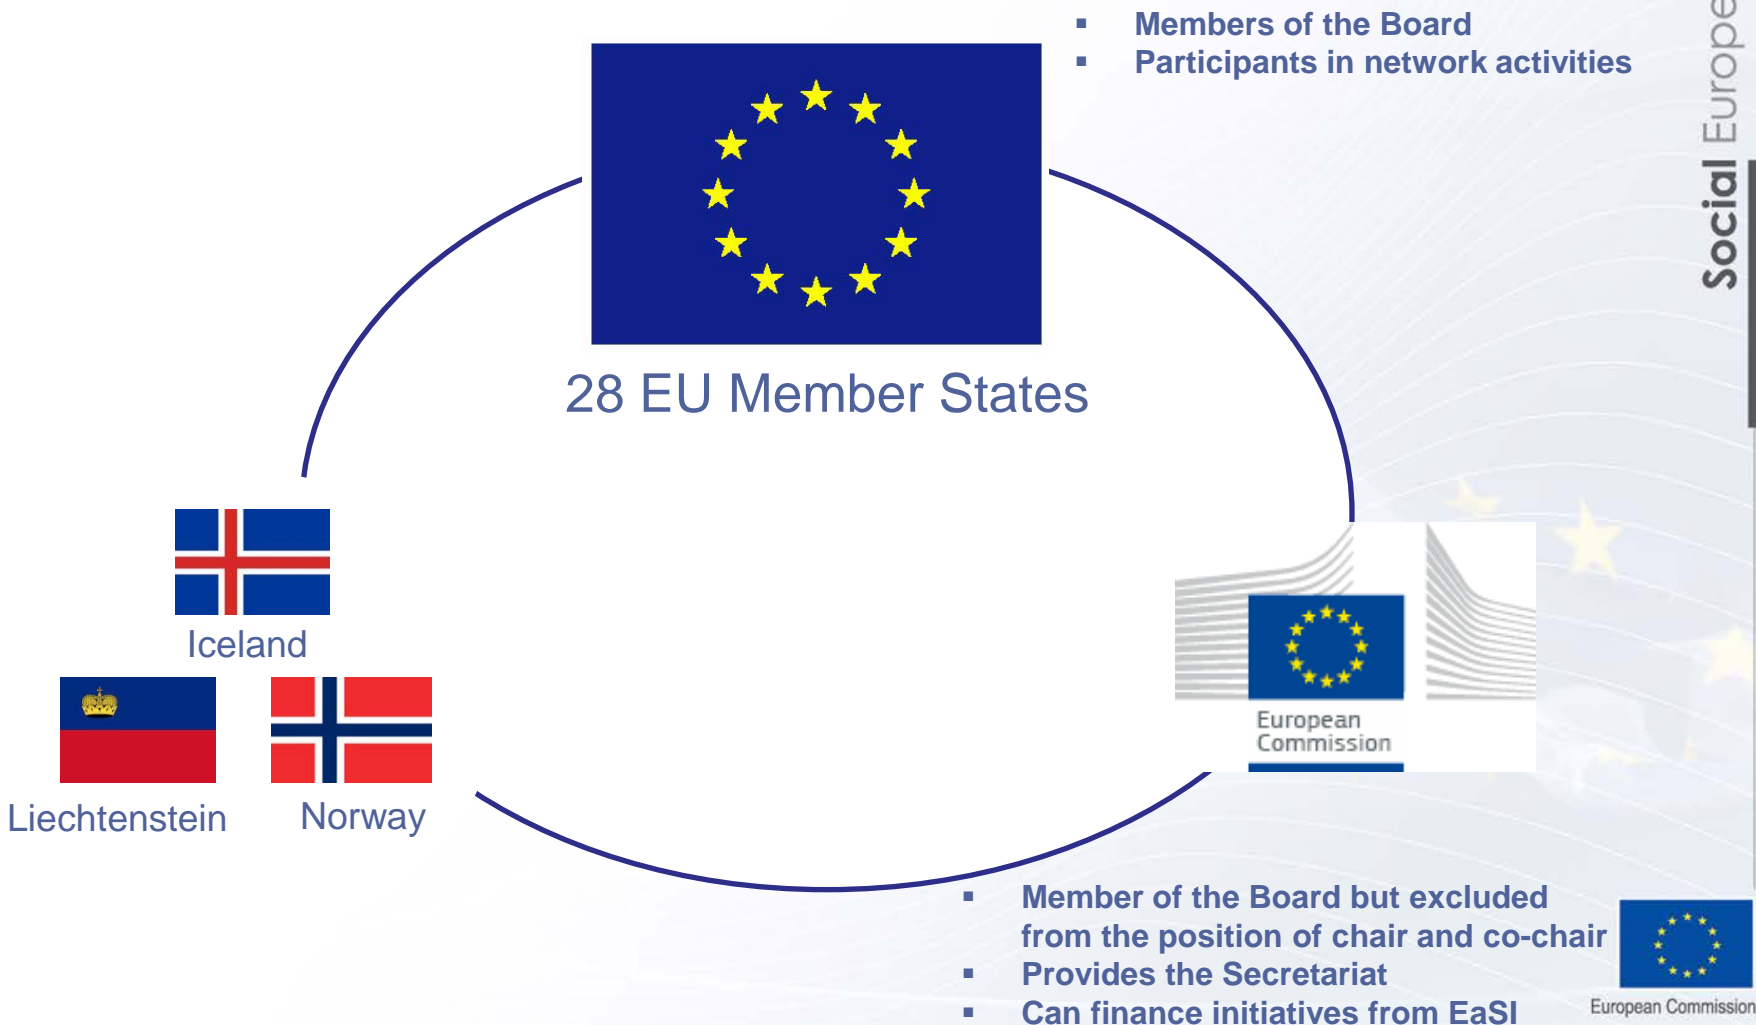 ▪ Members of the Board
▪ Participants in network activities
Social Europe
28 EU Member States
Iceland
Liechtenstein
Norway
European
Commission
▪ Member of the Board but excluded
from the position of chair and co-chair
▪ Provides the Secretariat
▪ Can finance initiatives from EaSI
European Commission